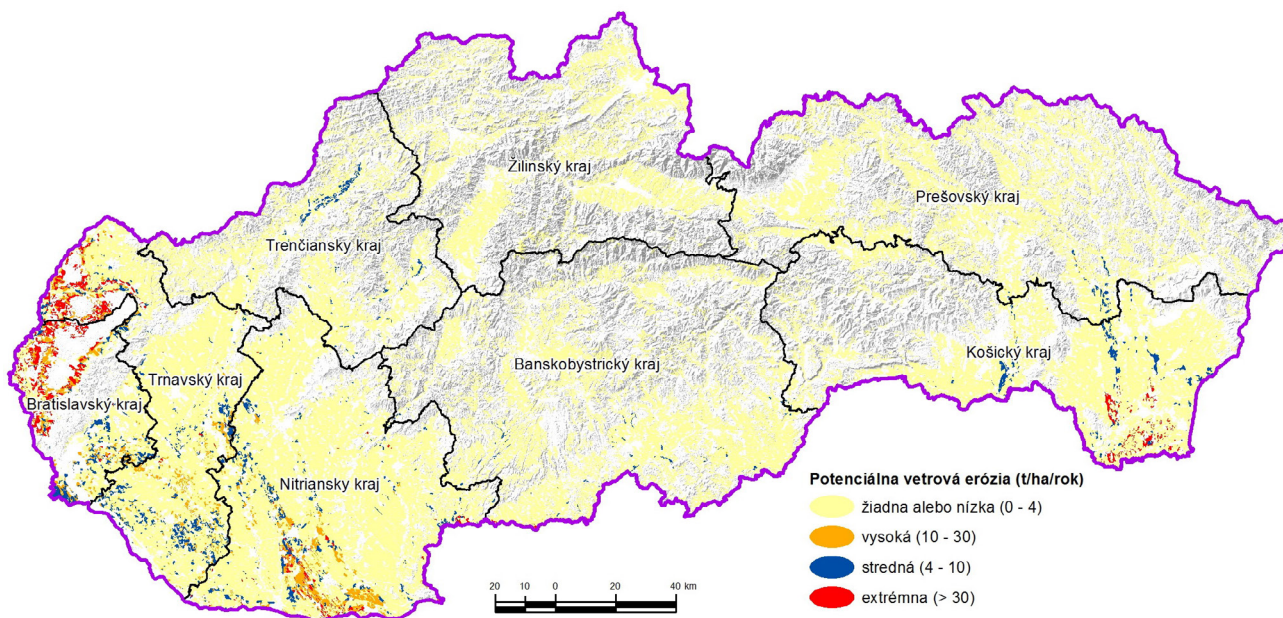 Žilinský kraj
Prešovský kraj
Trenčiansky kraj
Košický kraj
Banskobystrický kraj
Trnavský kraj
Bratislavský kraj
Nitriansky kraj
Potenciálna vetrová erózia (t/ha/rok)
žiadna alebo nízka (0 - 4)
vysoká (10 - 30)
stredná (4 - 10)
extrémna (> 30)
20 10 0 20 40 km